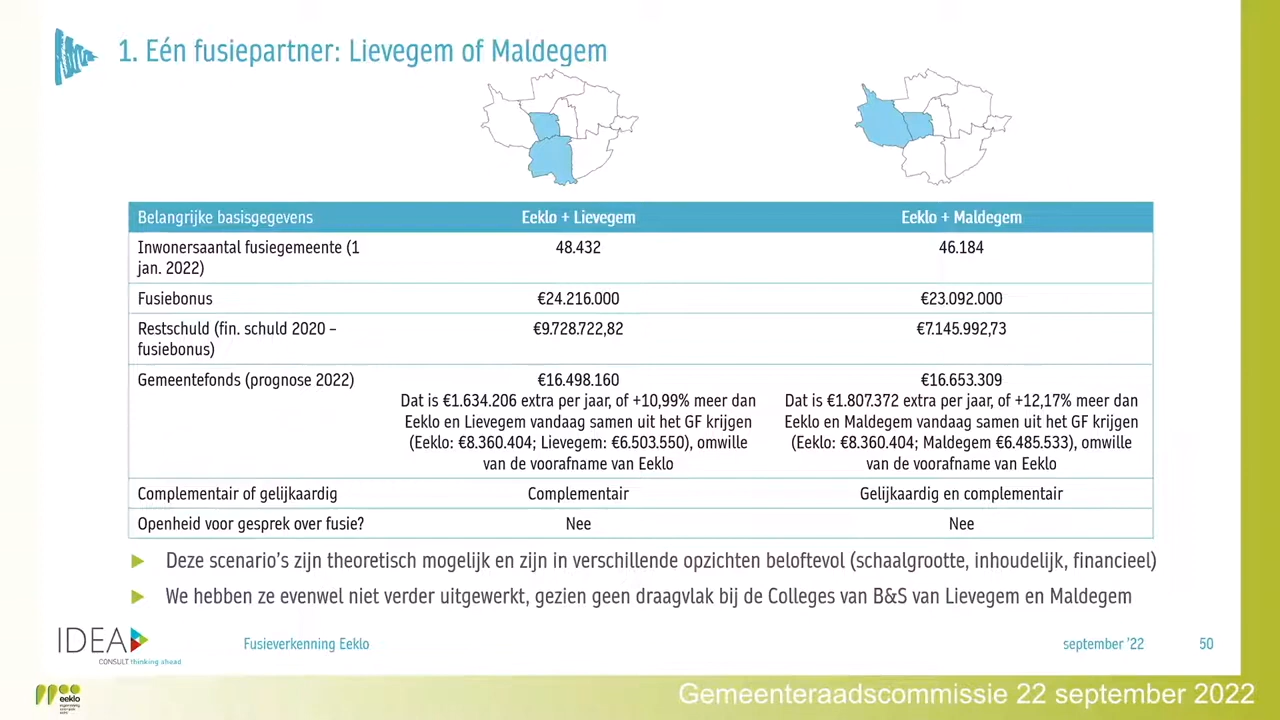 1. Eén fusiepartner: Lievegem of Maldegem
Belangrijke basisgegevens
Eeklo + Lievegem
Eeklo + Maldegem
Inwonersaantal fusiegemeente (1
jan. 2022)
48.432
46.184
Fusiebonus
€24.216.000
€23.092.000
Restschuld (fin. schuld 2020 –
fusiebonus)
€9.728.722,82
€7.145.992,73
Gemeentefonds (prognose 2022)
€16.498.160
Dat is €1.634.206 extra per jaar, of +10,99% meer dan
Eeklo en Lievegem vandaag samen uit het GF krijgen
(Eeklo: €8.360.404; Lievegem: €6.503.550), omwille
van de voorafname van Eeklo
€16.653.309
Dat is €1.807.372 extra per jaar, of +12,17% meer dan
Eeklo en Maldegem vandaag samen uit het GF krijgen
(Eeklo: €8.360.404; Maldegem €6.485.533), omwille
van de voorafname van Eeklo
Complementair of gelijkaardig
Complementair
Gelijkaardig en complementair
Openheid voor gesprek over fusie?
Nee
Nee
Deze scenario's zijn theoretisch mogelijk en zijn in verschillende opzichten beloftevol (schaalgrootte, inhoudelijk, financieel)
We hebben ze evenwel niet verder uitgewerkt, gezien geen draagvlak bij de Colleges van B&S van Lievegem en Maldegem
IDEA
CONSULT thinking ahead
Fusieverkenning Eeklo
september '22
50
eeklo
Gemeenteraadscommissie 22 september 2022